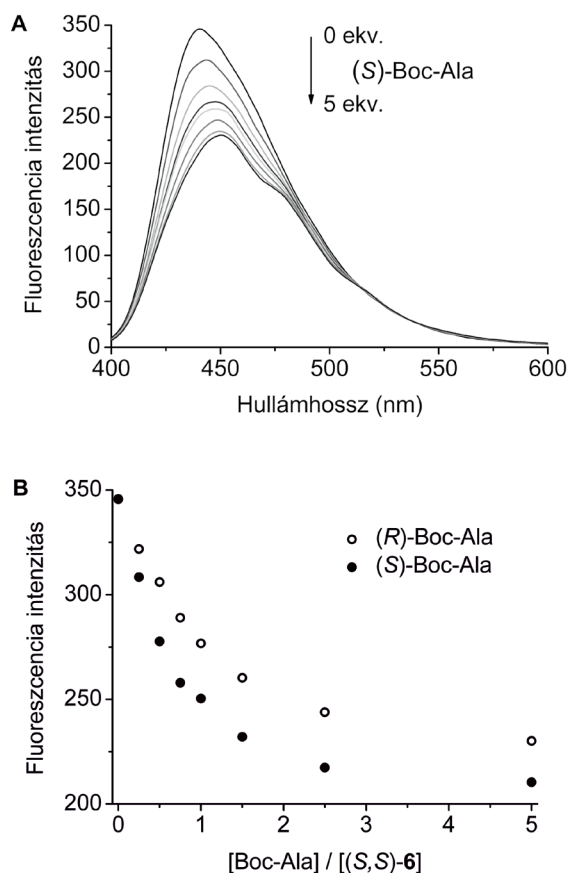 A
350
300
250
200
150
100
50
0
Fluoreszcencia intenzitás
0 ekv.
(S)-Boc-Ala
5 ekv.
400
450
500
550
600
Hullámhossz (nm)
B
350
300
250
200
Fluoreszcencia intenzitás
(R)-Boc-Ala
(S)-Boc-Ala
0
1
2
3
4
5
[Boc-Ala] / [(S,S)-6]